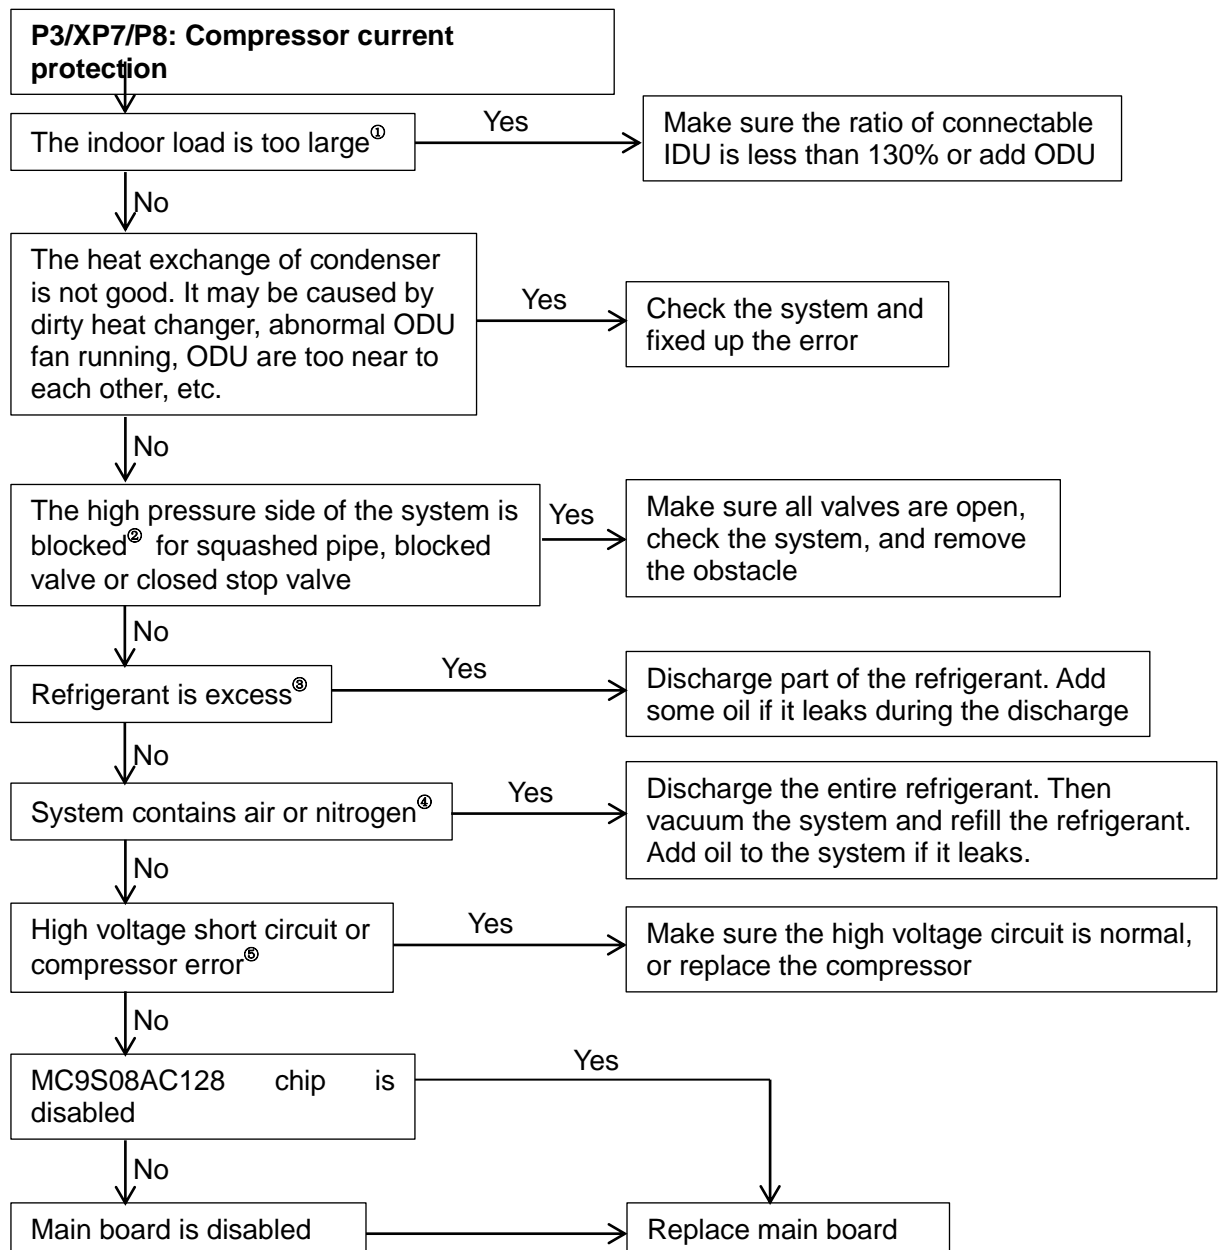 P3/XP7/P8: Compressor current
protection
The indoor load is too large①
Yes
Make sure the ratio of connectable
IDU is less than 130% or add ODU
No
The heat exchange of condenser
is not good. It may be caused by
dirty heat changer, abnormal ODU
fan running, ODU are too near to
each other, etc.
Yes
Check the system and
fixed up the error
No
The high pressure side of the system is
blocked② for squashed pipe, blocked
valve or closed stop valve
Yes
Make sure all valves are open,
check the system, and remove
the obstacle
No
Refrigerant is excess③
Yes
Discharge part of the refrigerant. Add
some oil if it leaks during the discharge
No
System contains air or nitrogen④
Yes
Discharge the entire refrigerant. Then
vacuum the system and refill the refrigerant.
Add oil to the system if it leaks.
No
High voltage short circuit or
compressor error⑤
Yes
Make sure the high voltage circuit is normal,
or replace the compressor
No
MC9S08AC128 chip is
disabled
Yes
No
Main board is disabled
Replace main board